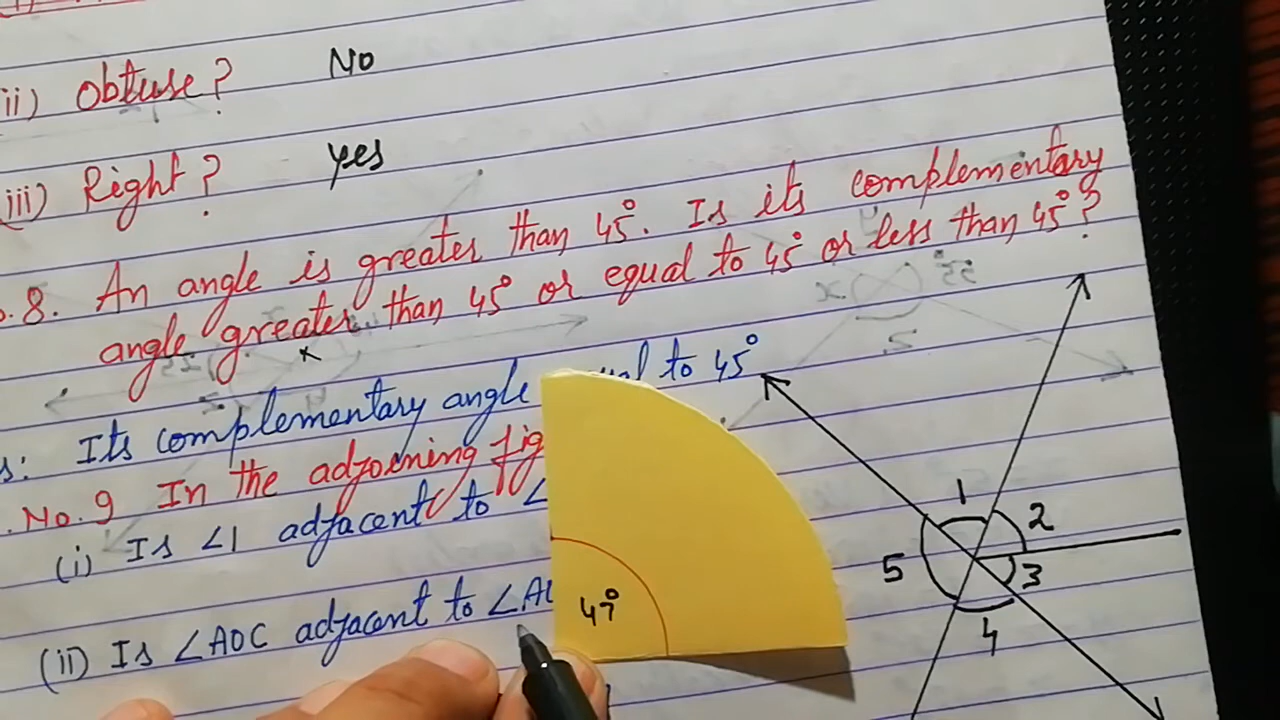 ii) Obtuse? No
iii) Right? yes
8. An angle is greater than 45°. Is its complementary
angle greater than 45° or equal to 45° or less than 45°?
s: Its complementary angle to 45°
No. 9 In the adjoining fig
(i) Is ∠1 adjacent to ∠
(ii) Is ∠AOC adjacent to ∠AO
47°
1
2
3
4
5